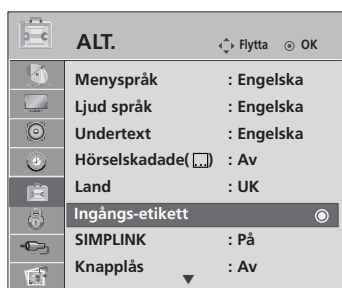 ALT. Flytta OK
Menyspråk : Engelska
Ljud språk : Engelska
Undertext : Engelska
Hörselskadade( ) : Av
Land : UK
Ingångs-etikett
SIMPLINK : På
Knapplås : Av